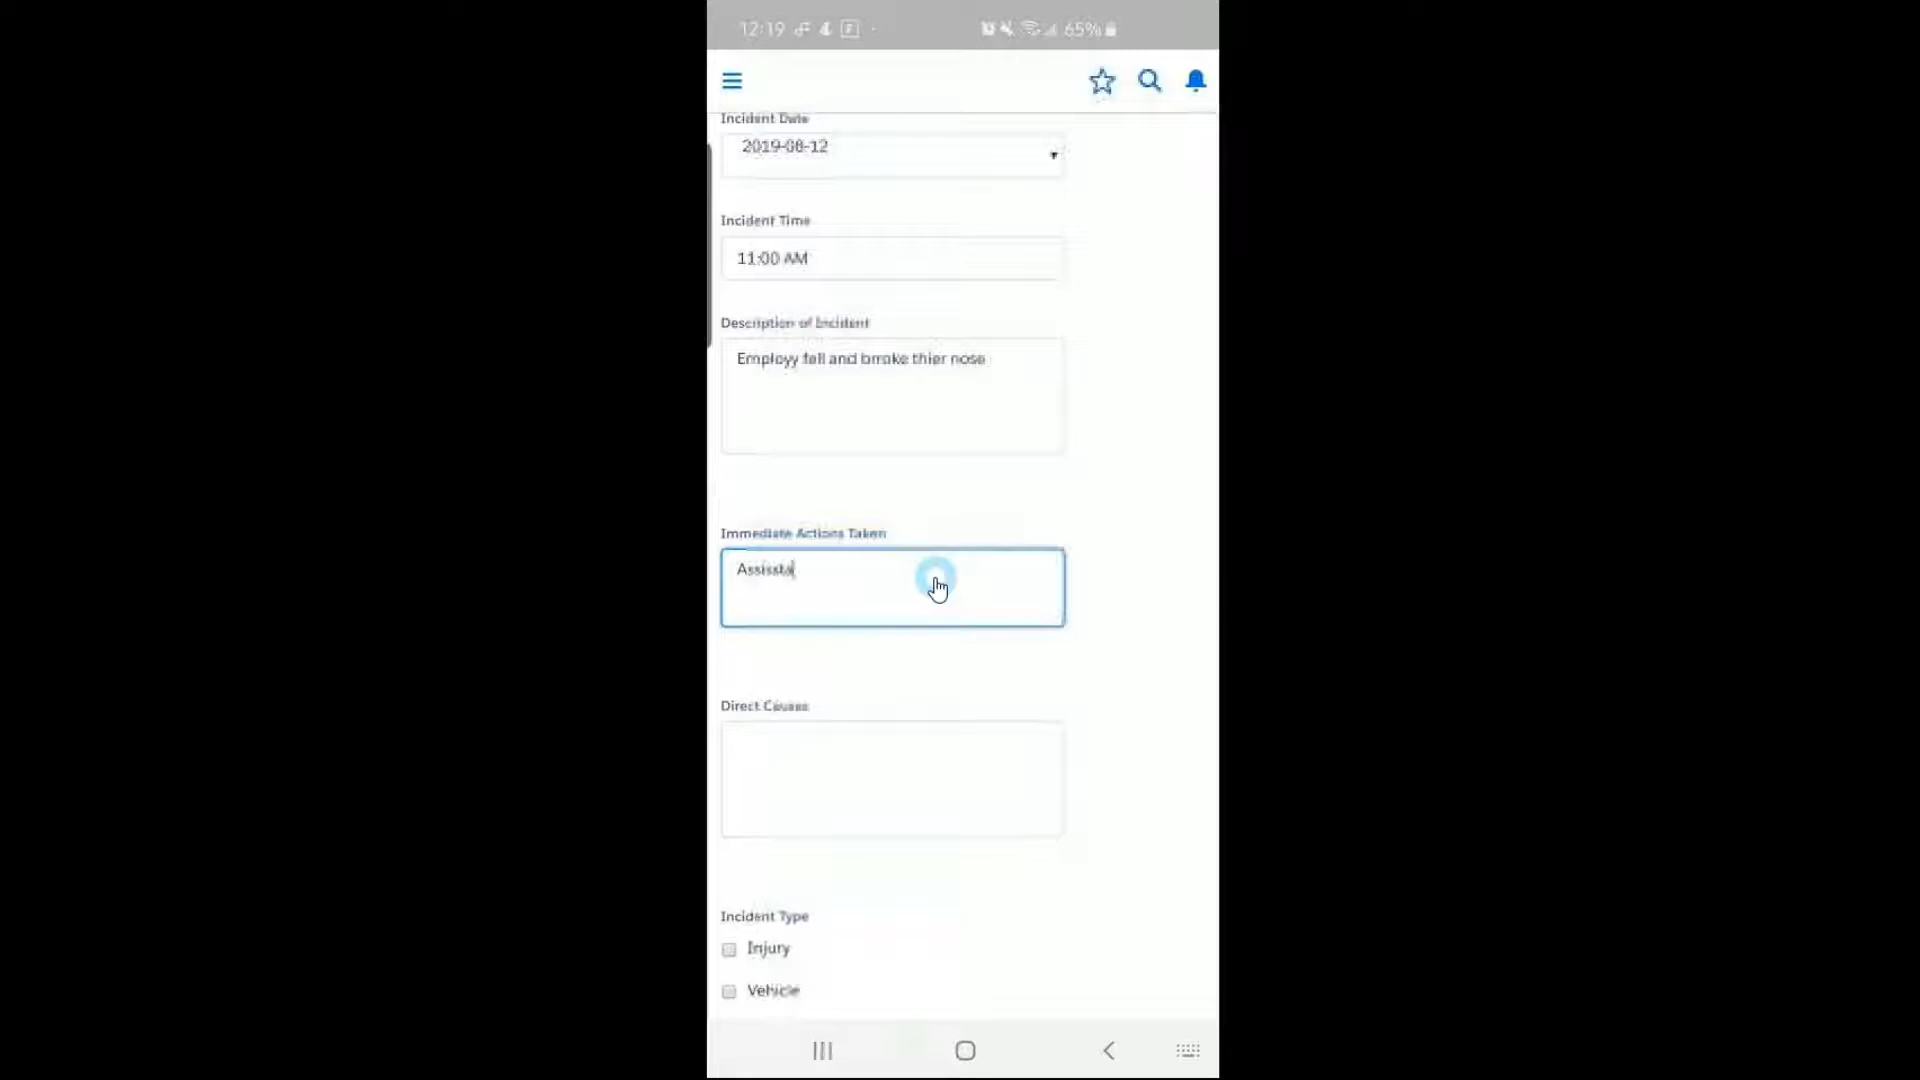 12:19 65%
Incident Date
2019-08-12
Incident Time
11:00 AM
Description of Incident
Employy fell and brroke thier nose
Immediate Actions Taken
Assissta
Direct Causes
Incident Type
Injury
Vehicle